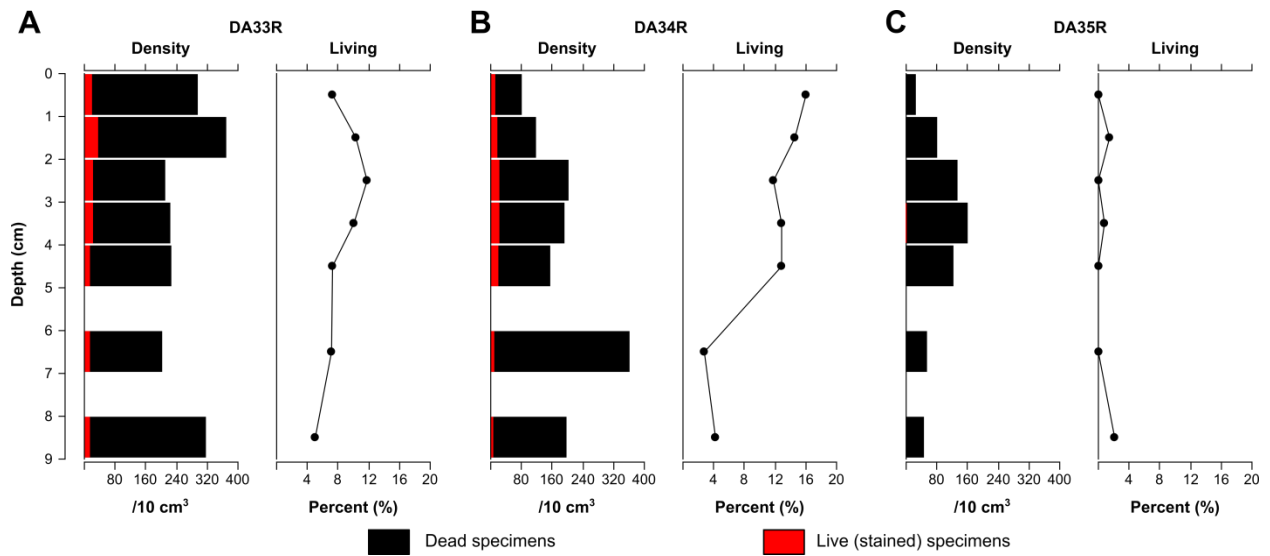 A DA33R B DA34R C DA35R
Density Living Density Living Density Living
0
1
2
3
4
5
6
7
8
9
Depth (cm)
80 160 240 320 400 4 8 12 16 20 80 160 240 320 400 4 8 12 16 20 80 160 240 320 400 4 8 12 16 20
/10 cm³ Percent (%) /10 cm³ Percent (%) /10 cm³ Percent (%)
Dead specimens Live (stained) specimens